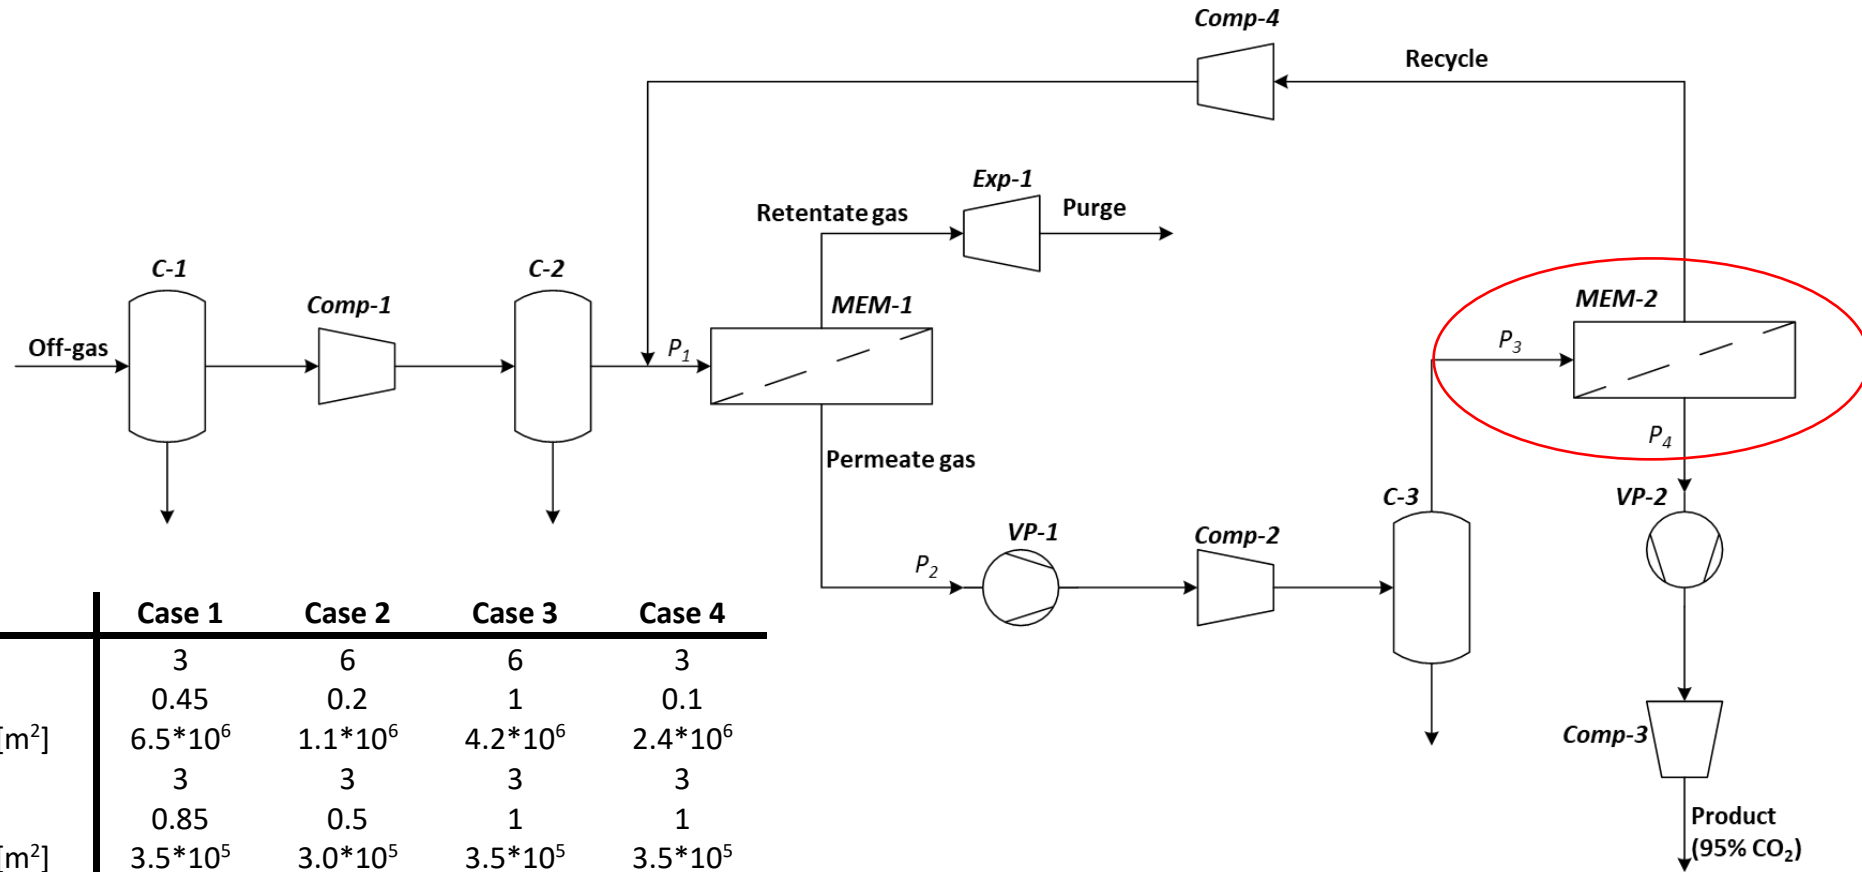 Comp-4
Recycle
Exp-1
Retentate gas
Purge
C-1
C-2
Comp-1
MEM-1
MEM-2
Off-gas
P1
P3
P4
Permeate gas
C-3
VP-2
VP-1
Comp-2
P2
Case 1 Case 2 Case 3 Case 4
3 6 6 3
0.45 0.2 1 0.1
[m²] 6.5*10⁶ 1.1*10⁶ 4.2*10⁶ 2.4*10⁶
3 3 3 3
0.85 0.5 1 1
[m²] 3.5*10⁵ 3.0*10⁵ 3.5*10⁵ 3.5*10⁵
Comp-3
Product
(95% CO₂)